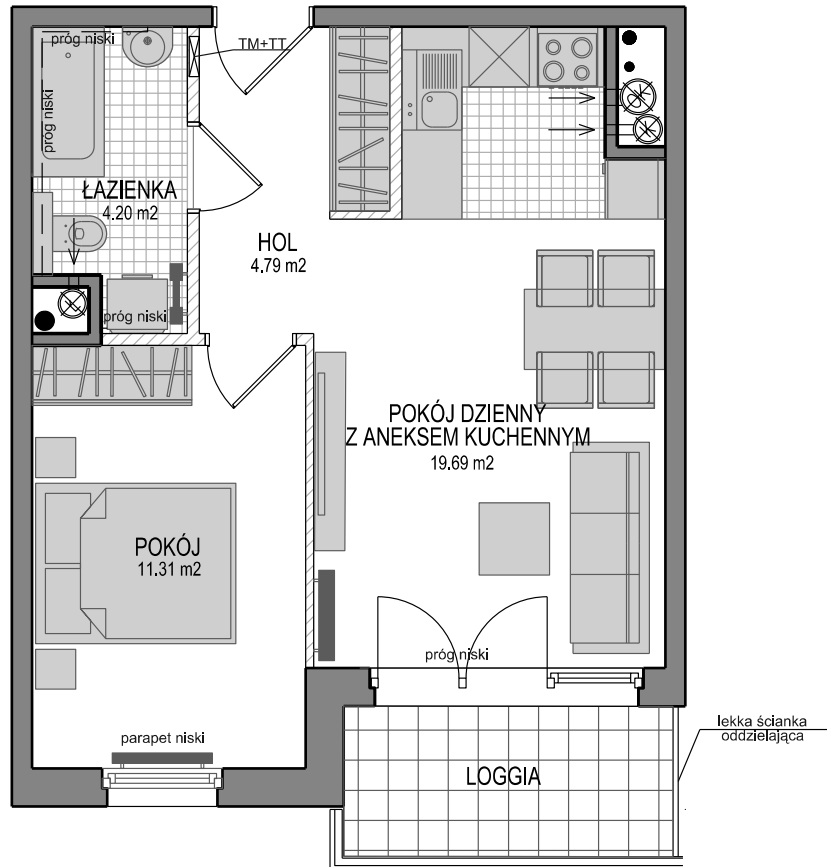 próg niski
TM+TT
próg niski
ŁAZIENKA
4.20 m2
HOL
4.79 m2
próg niski
POKÓJ DZIENNY
Z ANEKSEM KUCHENNYM
19.69 m2
POKÓJ
11.31 m2
próg niski
parapet niski
LOGGIA
lekka ścianka
oddzielająca